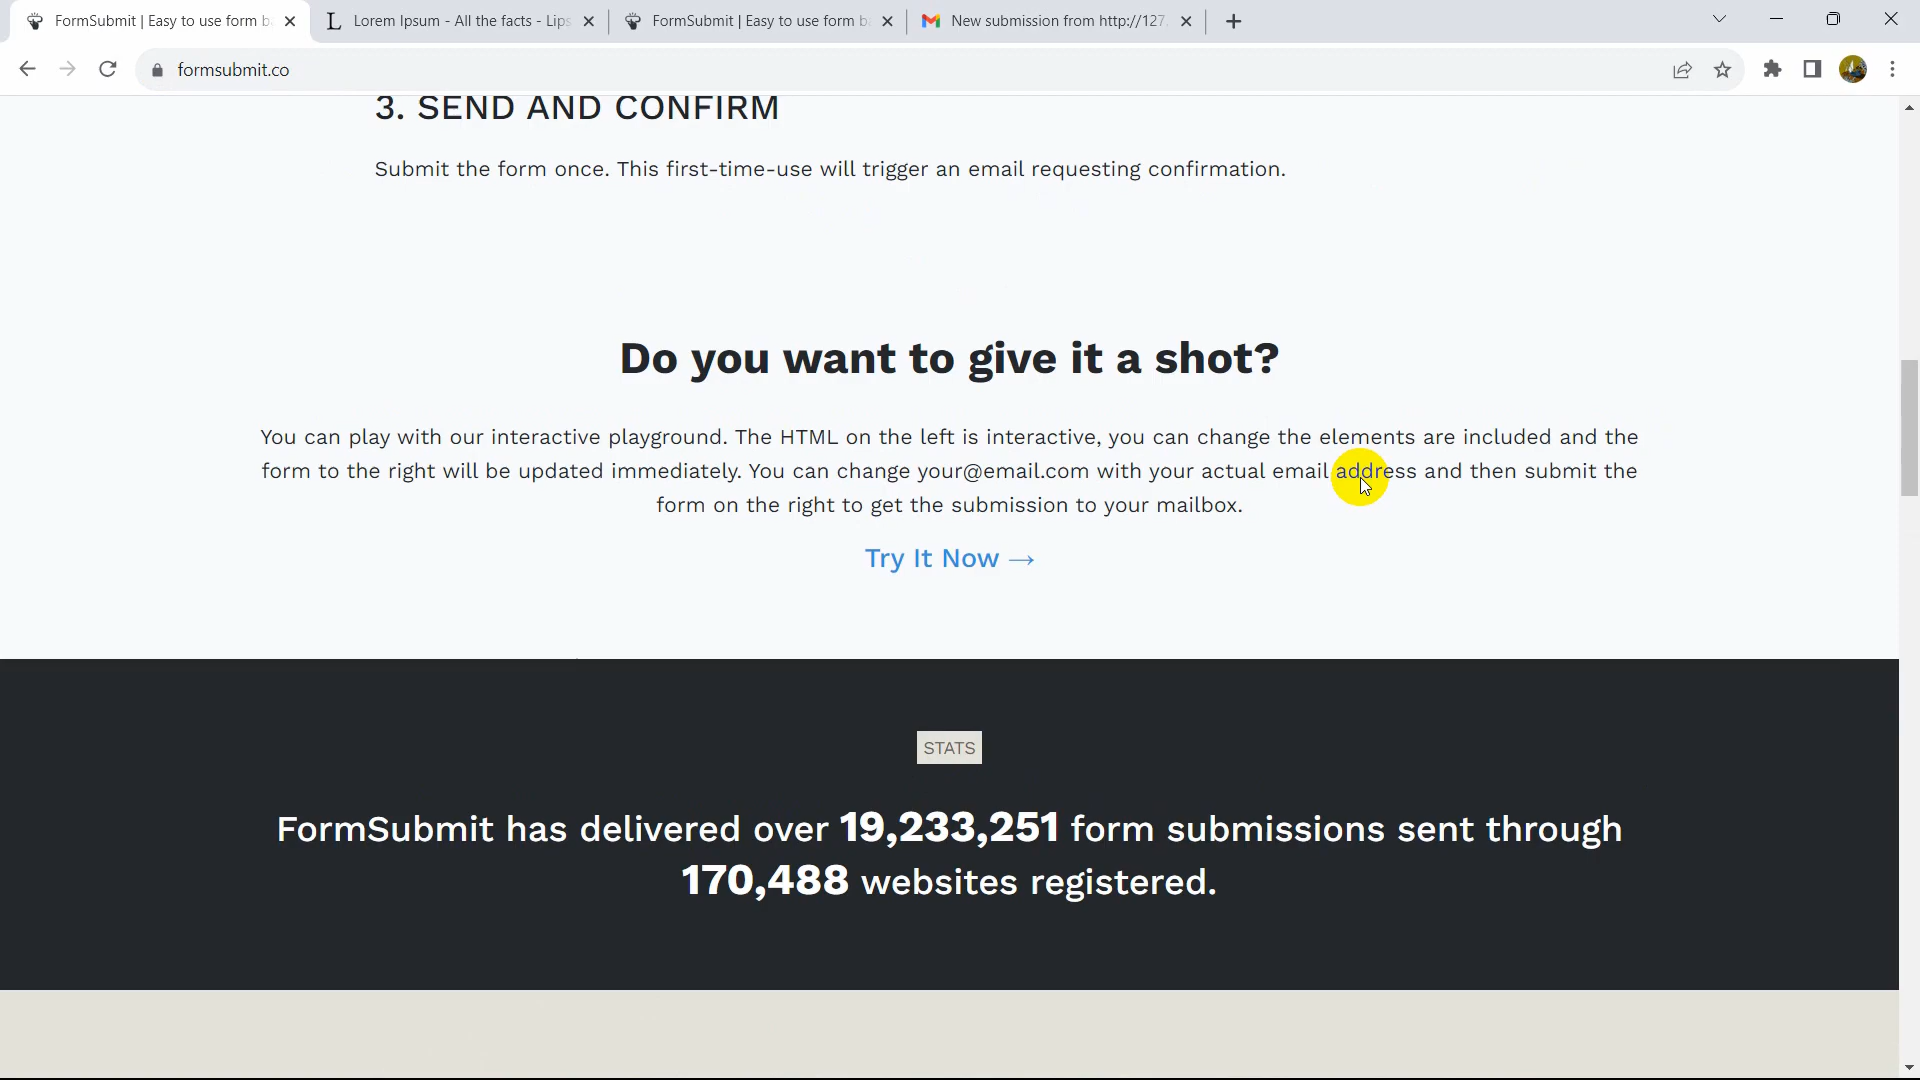 FormSubmit | Easy to use form b
Lorem Ipsum - All the facts - Lips
FormSubmit | Easy to use form b
New submission from http://127.
formsubmit.co
3. SEND AND CONFIRM
Submit the form once. This first-time-use will trigger an email requesting confirmation.
Do you want to give it a shot?
You can play with our interactive playground. The HTML on the left is interactive, you can change the elements are included and the
form to the right will be updated immediately. You can change your@email.com with your actual email address and then submit the
form on the right to get the submission to your mailbox.
Try It Now →
STATS
FormSubmit has delivered over 19,233,251 form submissions sent through
170,488 websites registered.